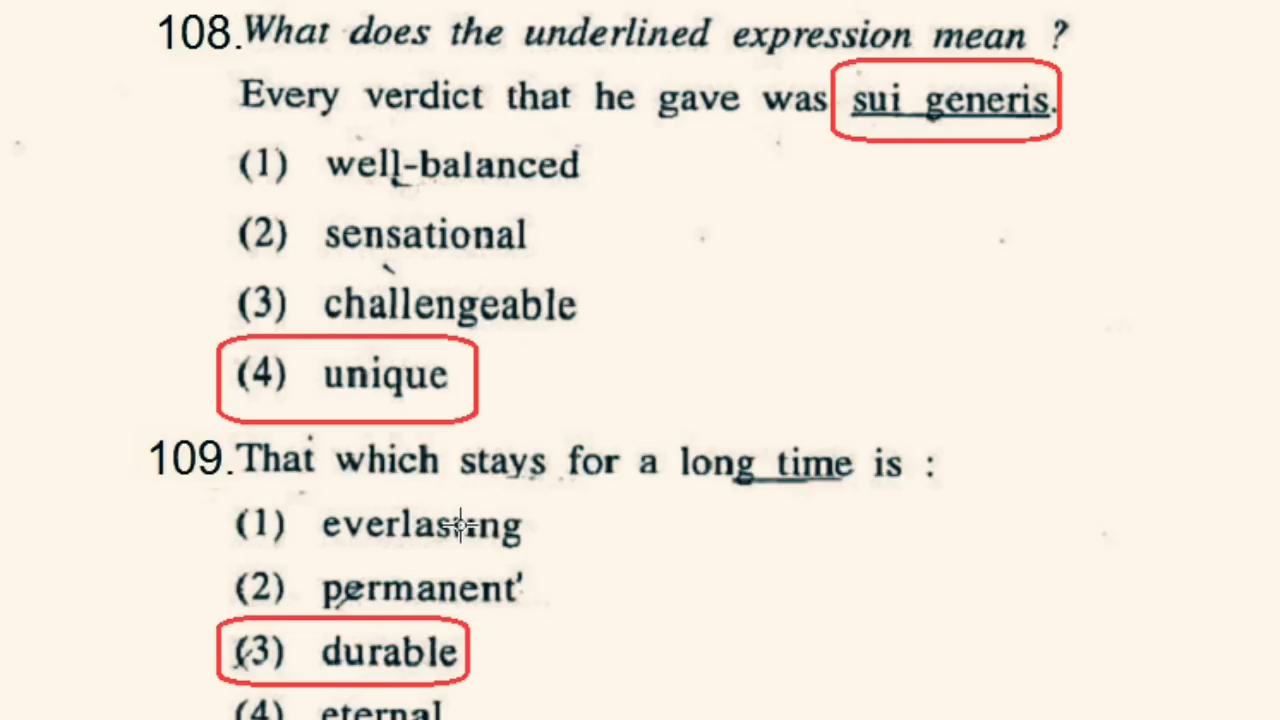 108. What does the underlined expression mean ?
Every verdict that he gave was sui generis.
(1) well-balanced
(2) sensational
(3) challengeable
(4) unique
109. That which stays for a long time is :
(1) everlasting
(2) permanent
(3) durable
(4) eternal